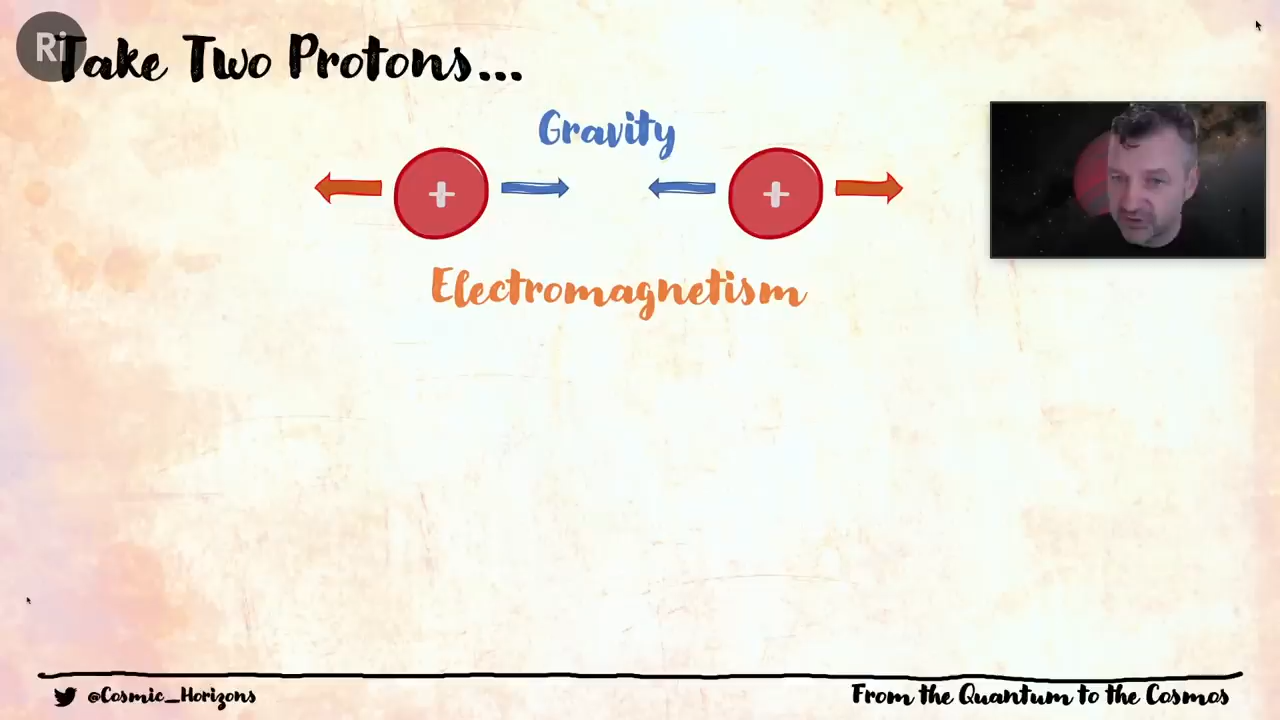 Ri
Take Two Protons...
Gravity
+ +
Electromagnetism
@Cosmic_Horizons
From the Quantum to the Cosmos